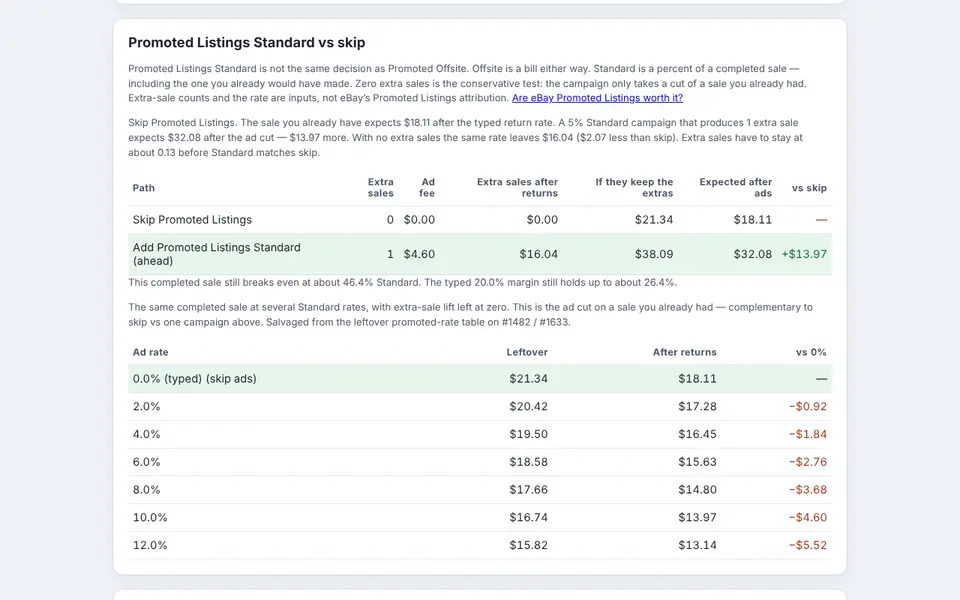 Promoted Listings Standard vs skip
Promoted Listings Standard is not the same decision as Promoted Offsite. Offsite is a bill either way. Standard is a percent of a completed sale —
including the one you already would have made. Zero extra sales is the conservative test: the campaign only takes a cut of a sale you already had.
Extra-sale counts and the rate are inputs, not eBay's Promoted Listings attribution. Are eBay Promoted Listings worth it?
Skip Promoted Listings. The sale you already have expects $18.11 after the typed return rate. A 5% Standard campaign that produces 1 extra sale
expects $32.08 after the ad cut — $13.97 more. With no extra sales the same rate leaves $16.04 ($2.07 less than skip). Extra sales have to stay at
about 0.13 before Standard matches skip.
Path Extra sales Ad fee Extra sales after returns If they keep the extras Expected after ads vs skip
Skip Promoted Listings 0 $0.00 $0.00 $21.34 $18.11 —
Add Promoted Listings Standard (ahead) 1 $4.60 $16.04 $38.09 $32.08 +$13.97
This completed sale still breaks even at about 46.4% Standard. The typed 20.0% margin still holds up to about 26.4%.
The same completed sale at several Standard rates, with extra-sale lift left at zero. This is the ad cut on a sale you already had — complementary to
skip vs one campaign above. Salvaged from the leftover promoted-rate table on #1482 / #1633.
Ad rate Leftover After returns vs 0%
0.0% (typed) (skip ads) $21.34 $18.11 —
2.0% $20.42 $17.28 −$0.92
4.0% $19.50 $16.45 −$1.84
6.0% $18.58 $15.63 −$2.76
8.0% $17.66 $14.80 −$3.68
10.0% $16.74 $13.97 −$4.60
12.0% $15.82 $13.14 −$5.52